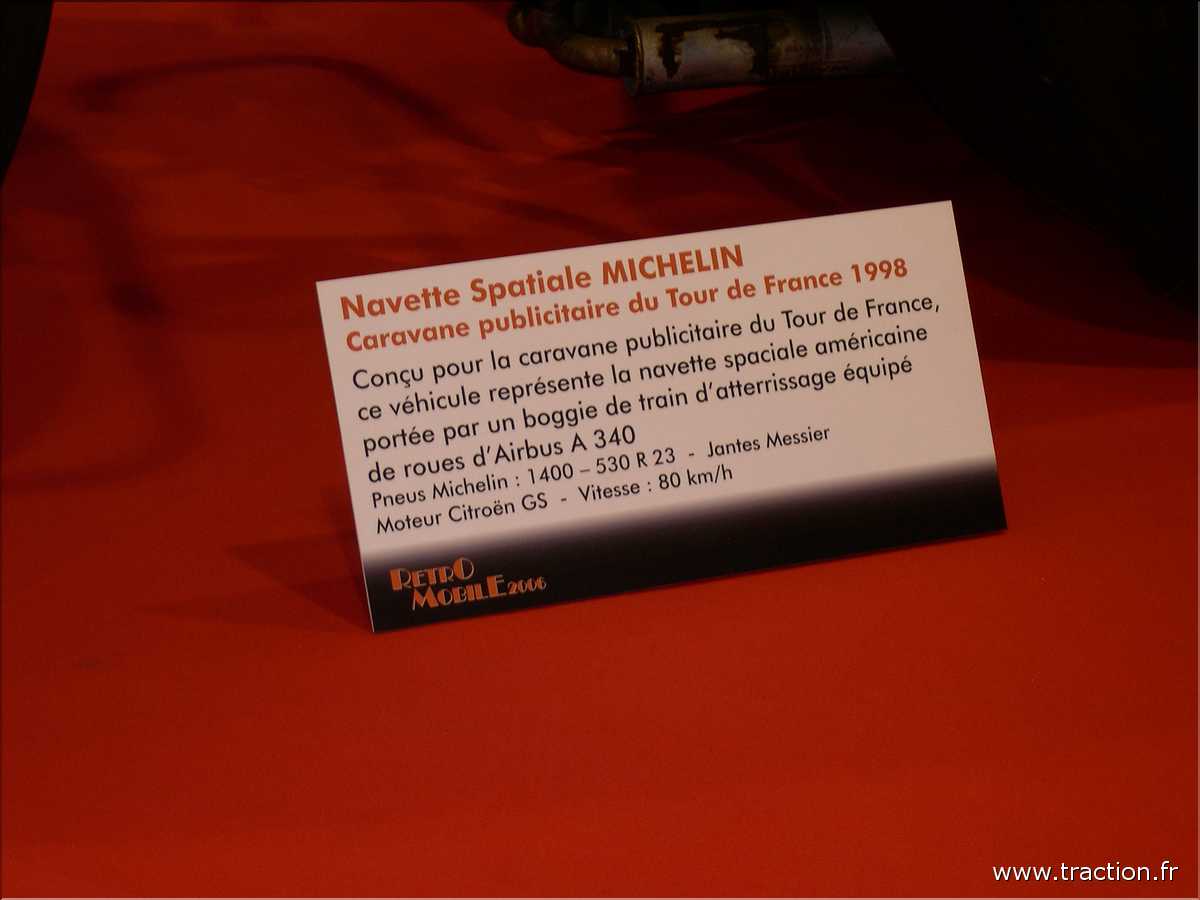 Navette Spatiale MICHELIN
Caravane publicitaire du Tour de France 1998
Conçu pour la caravane publicitaire du Tour de France,
ce véhicule représente la navette spaciale américaine
portée par un boggie de train d'atterrissage équipé
de roues d'Airbus A 340
Pneus Michelin : 1400 – 530 R 23 - Jantes Messier
Moteur Citroën GS - Vitesse : 80 km/h
RETRO
MOBILE 2006
www.traction.fr